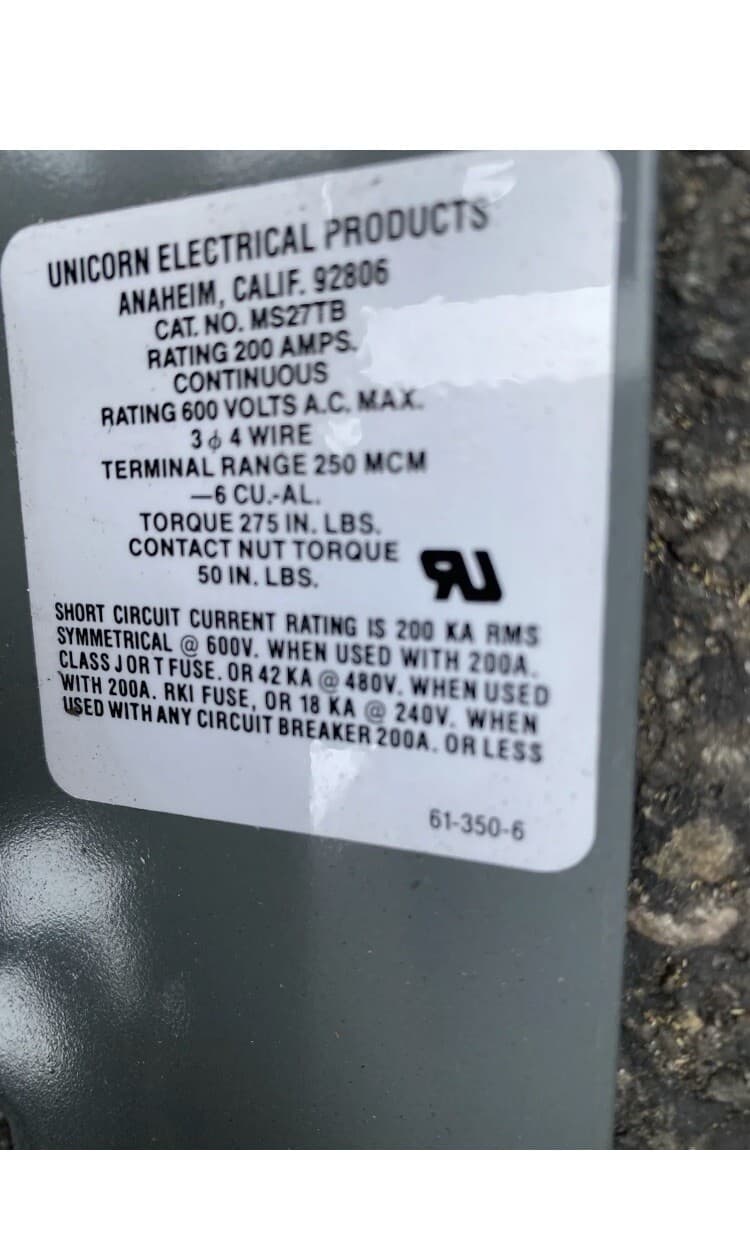 UNICORN ELECTRICAL PRODUCTS
ANAHEIM, CALIF. 92806
CAT. NO. MS27TB
RATING 200 AMPS.
CONTINUOUS
RATING 600 VOLTS A.C. MAX.
3 ϕ 4 WIRE
TERMINAL RANGE 250 MCM
—6 CU.-AL.
TORQUE 275 IN. LBS.
CONTACT NUT TORQUE
50 IN. LBS.
RU
SHORT CIRCUIT CURRENT RATING IS 200 KA RMS
SYMMETRICAL @ 600V. WHEN USED WITH 200A.
CLASS J OR T FUSE. OR 42 KA @ 480V. WHEN USED
WITH 200A. RKI FUSE, OR 18 KA @ 240V. WHEN
USED WITH ANY CIRCUIT BREAKER 200A. OR LESS
61-350-6